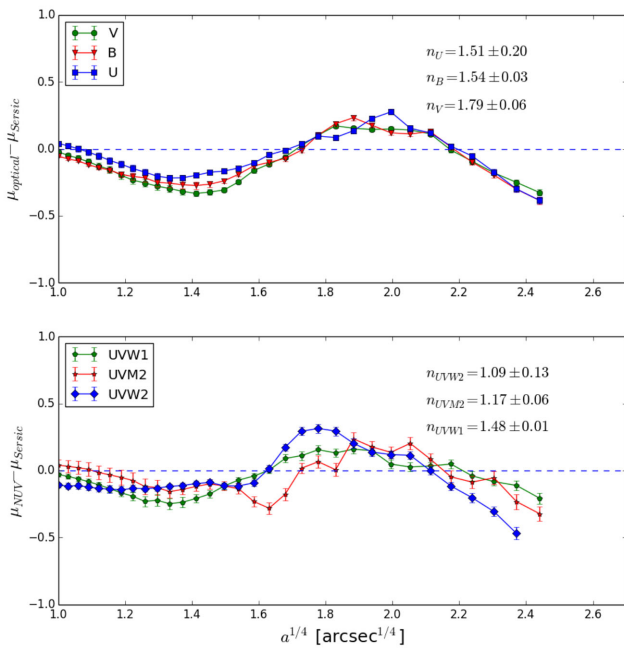 1.0
V
B
U
n_U=1.51±0.20
n_B=1.54±0.03
n_V=1.79±0.06
0.5
0.0
−0.5
−1.0
μ_optical−μ_Sersic
1.0 1.2 1.4 1.6 1.8 2.0 2.2 2.4 2.6
1.0
UVW1
UVM2
UVW2
n_UVW2=1.09±0.13
n_UVM2=1.17±0.06
n_UVW1=1.48±0.01
0.5
0.0
−0.5
−1.0
μ_NUV−μ_Sersic
1.0 1.2 1.4 1.6 1.8 2.0 2.2 2.4 2.6
a^1/4 [arcsec^1/4]